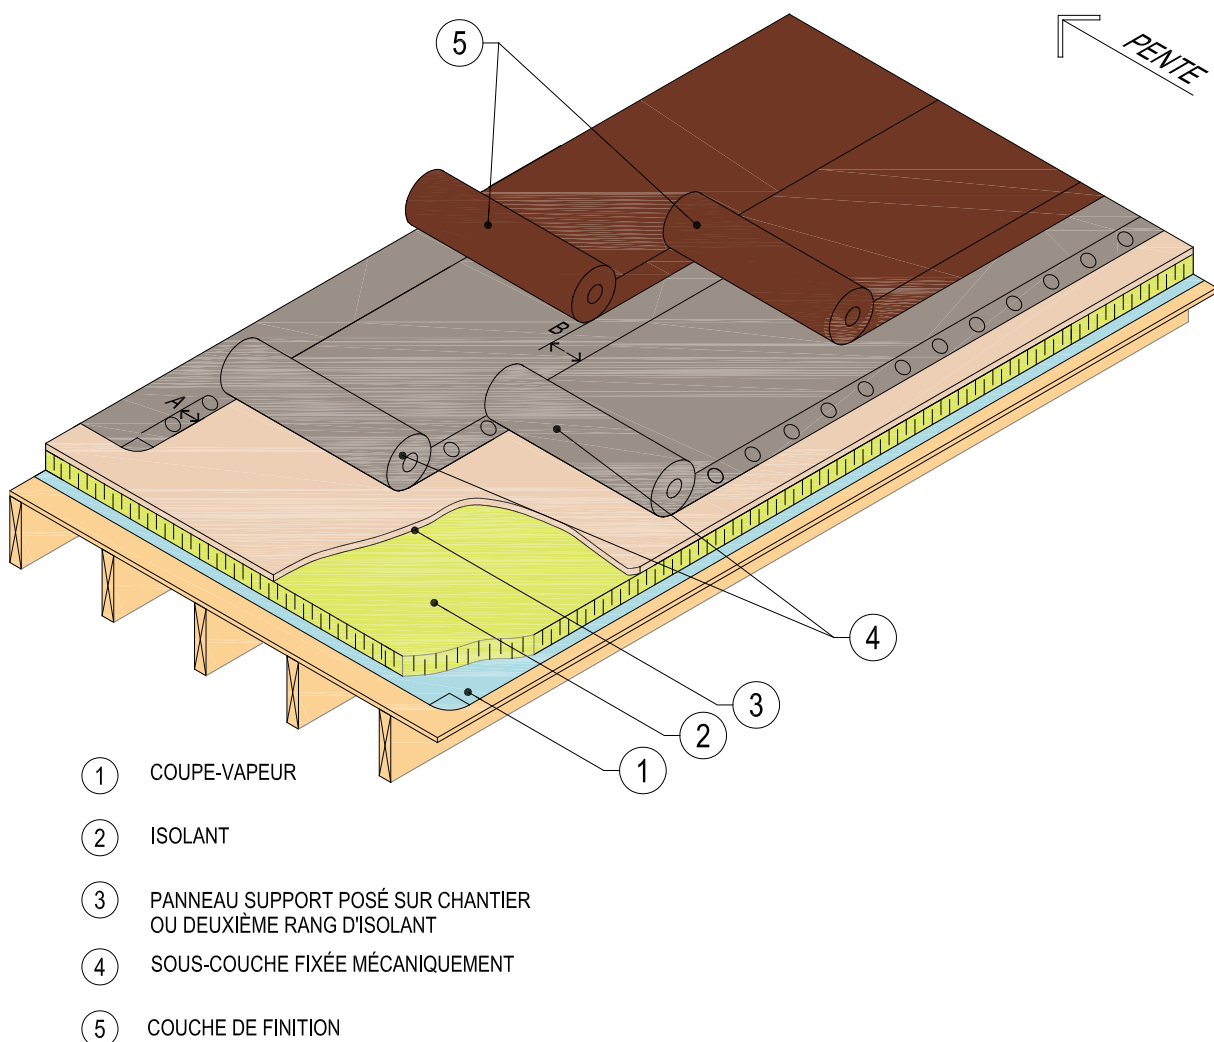 5
PENTE
B
A
4
3
2
1
1 COUPE-VAPEUR
2 ISOLANT
3 PANNEAU SUPPORT POSÉ SUR CHANTIER
OU DEUXIÈME RANG D'ISOLANT
4 SOUS-COUCHE FIXÉE MÉCANIQUEMENT
5 COUCHE DE FINITION